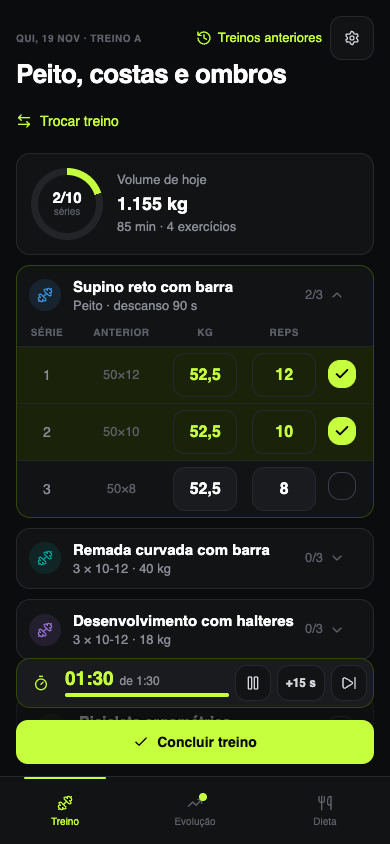 QUI, 19 NOV · TREINO A
Treinos anteriores
Peito, costas e ombros
Trocar treino
2/10
séries
Volume de hoje
1.155 kg
85 min · 4 exercícios
Supino reto com barra
Peito · descanso 90 s
2/3
SÉRIE ANTERIOR KG REPS
1 50×12 52,5 12
2 50×10 52,5 10
3 50×8 52,5 8
Remada curvada com barra
3 × 10-12 · 40 kg
0/3
Desenvolvimento com halteres
3 × 10-12 · 18 kg
0/3
01:30 de 1:30
+15 s
Concluir treino
Treino
Evolução
Dieta